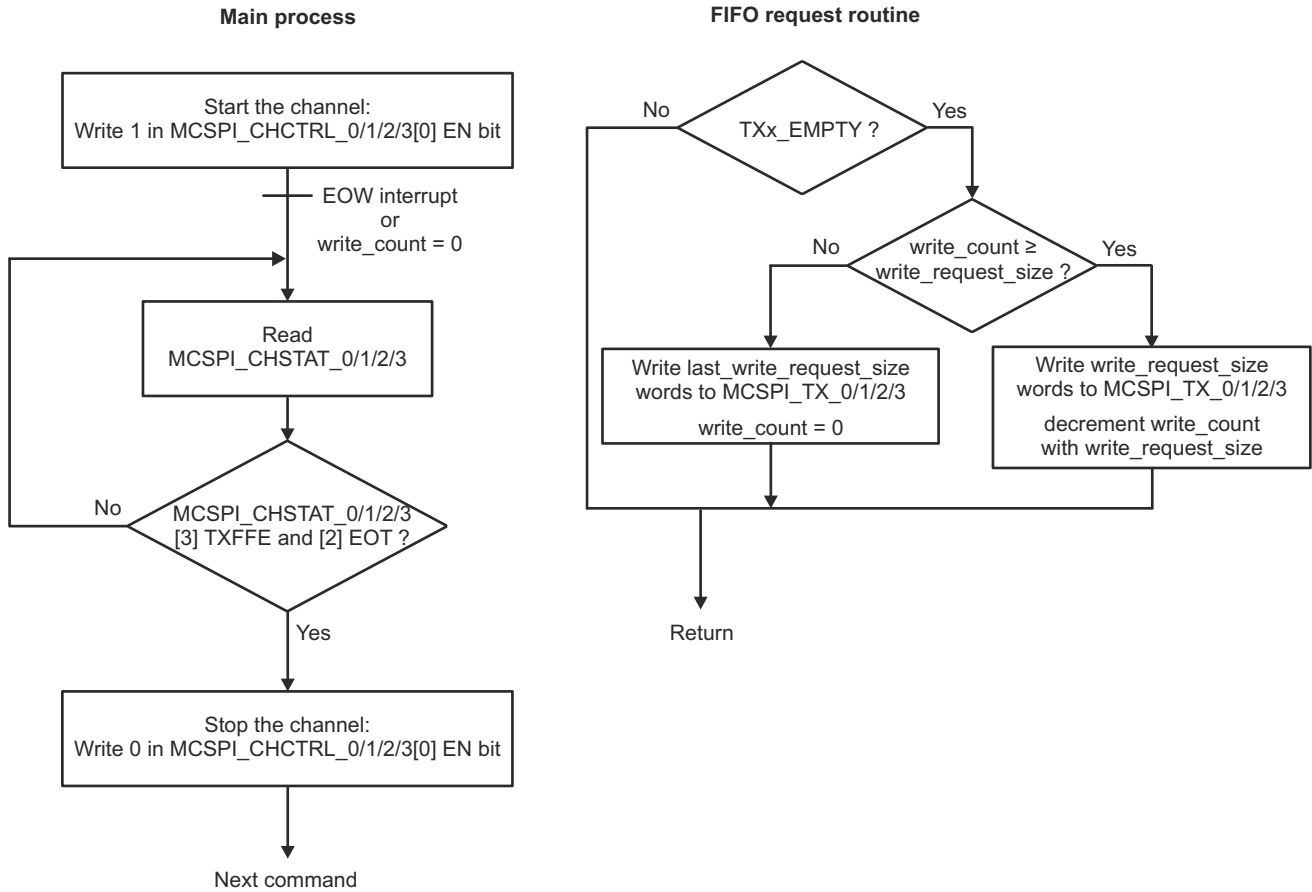 Main process
Start the channel:
Write 1 in MCSPI_CHCTRL_0/1/2/3[0] EN bit
EOW interrupt
or
write_count = 0
Read
MCSPI_CHSTAT_0/1/2/3
No
MCSPI_CHSTAT_0/1/2/3
[3] TXFFE and [2] EOT ?
Yes
Stop the channel:
Write 0 in MCSPI_CHCTRL_0/1/2/3[0] EN bit
Next command
FIFO request routine
No
TXx_EMPTY ?
Yes
No
write_count ≥
write_request_size ?
Yes
Write last_write_request_size
words to MCSPI_TX_0/1/2/3
write_count = 0
Write write_request_size
words to MCSPI_TX_0/1/2/3
decrement write_count
with write_request_size
Return